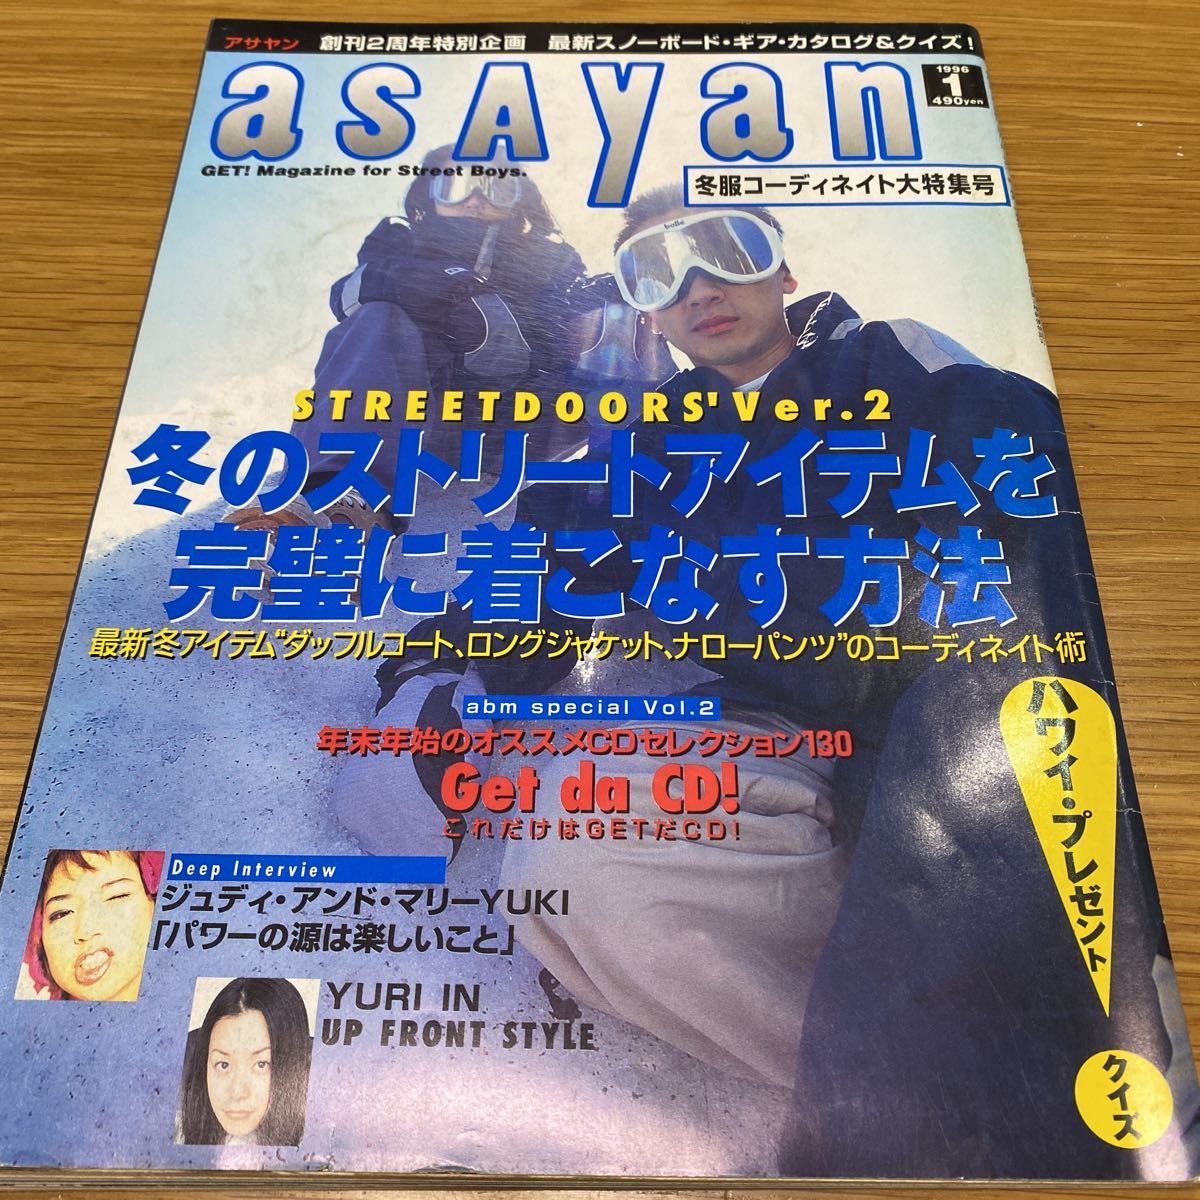 アサヤン 創刊2周年特別企画 最新スノーボード・ギア・カタログ&クイズ!
asAyan
1996
1
490yen
GET! Magazine for Street Boys.
冬服コーディネイト大特集号
bollé
STREETDOORS' Ver.2
冬のストリートアイテムを
完璧に着こなす方法
最新冬アイテム"ダッフルコート、ロングジャケット、ナローパンツ"のコーディネイト術
abm special Vol.2
年末年始のオススメCDセレクション130
Get da CD!
これだけはGETだCD!
ハワイ・プレゼント
クイズ
Deep Interview
ジュディ・アンド・マリーYUKI
「パワーの源は楽しいこと」
YURI IN
UP FRONT STYLE